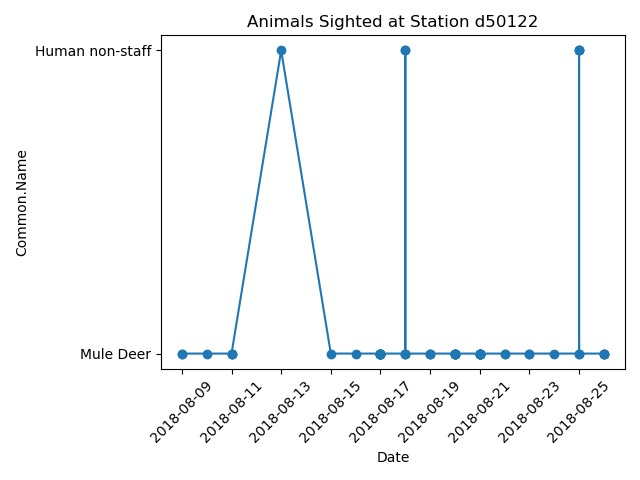 Animals Sighted at Station d50122
Human non-staff
Common.Name
Mule Deer
2018-08-09
2018-08-11
2018-08-13
2018-08-15
2018-08-17
2018-08-19
2018-08-21
2018-08-23
2018-08-25
Date